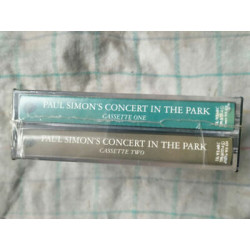 PAUL SIMON'S CONCERT IN THE PARK
CASSETTE ONE
PAUL SIMON'S CONCERT IN THE PARK
CASSETTE TWO